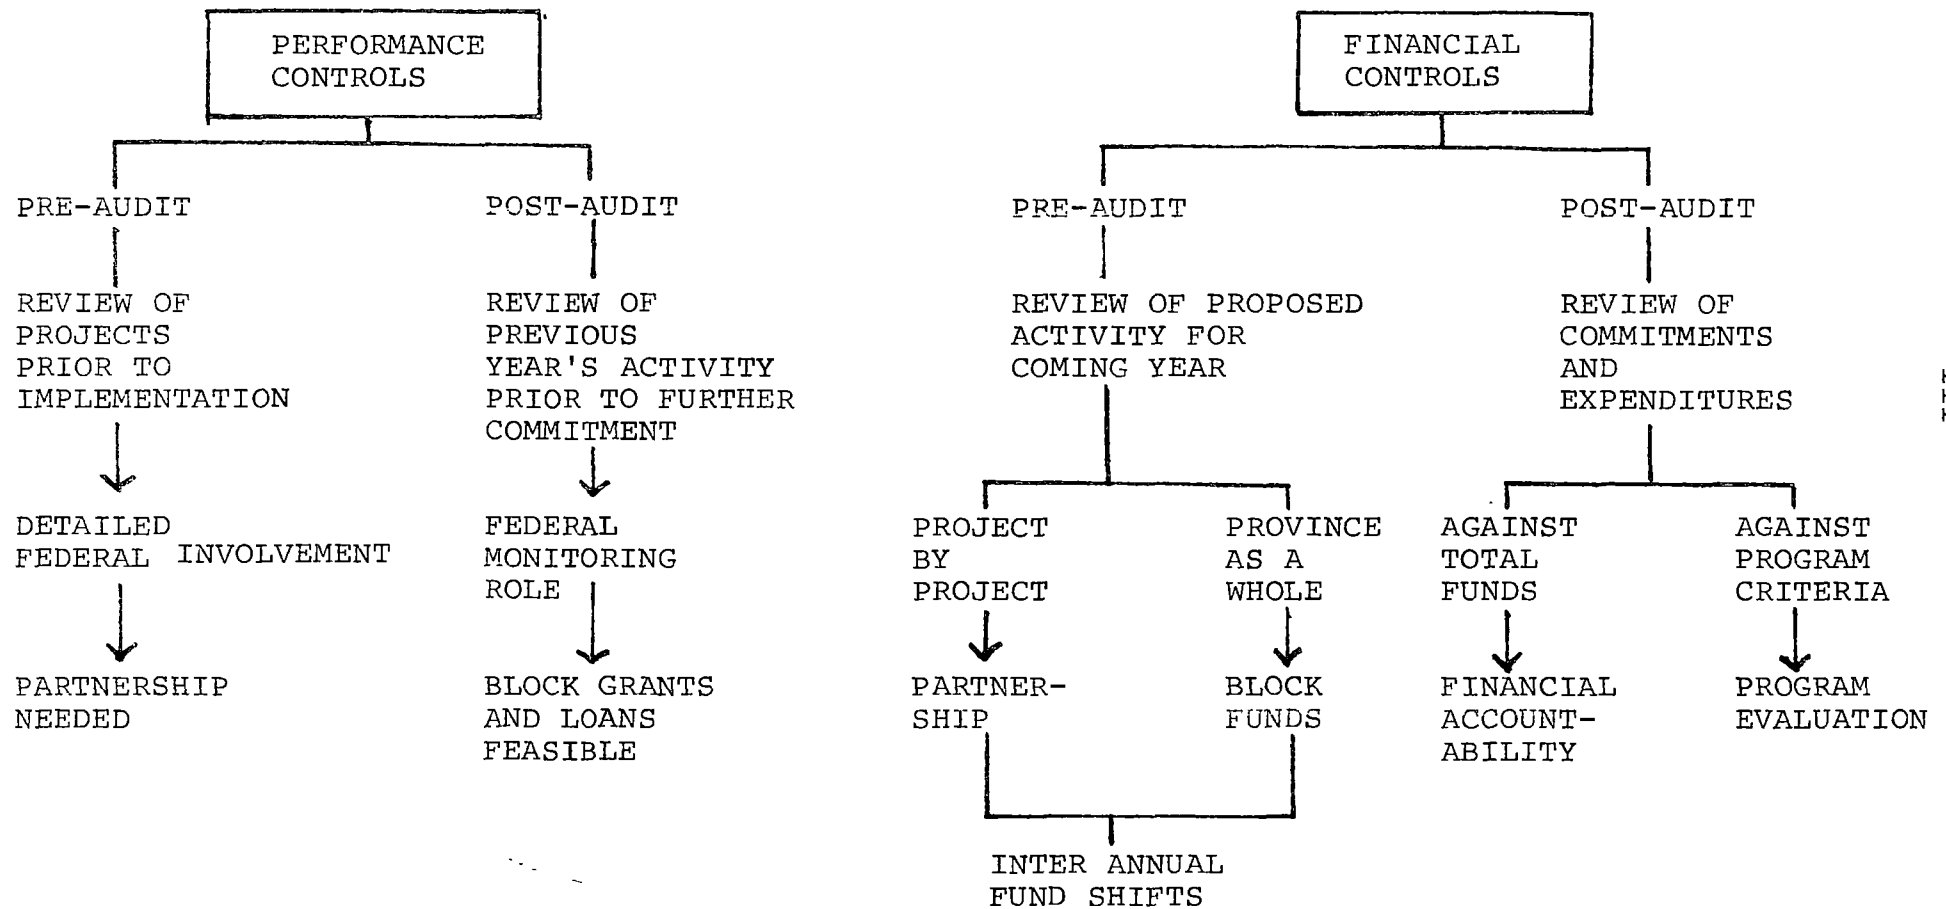 PERFORMANCE
CONTROLS
PRE-AUDIT
REVIEW OF
PROJECTS
PRIOR TO
IMPLEMENTATION
DETAILED
FEDERAL INVOLVEMENT
PARTNERSHIP
NEEDED
POST-AUDIT
REVIEW OF
PREVIOUS
YEAR'S ACTIVITY
PRIOR TO FURTHER
COMMITMENT
FEDERAL
MONITORING
ROLE
BLOCK GRANTS
AND LOANS
FEASIBLE
FINANCIAL
CONTROLS
PRE-AUDIT
REVIEW OF PROPOSED
ACTIVITY FOR
COMING YEAR
PROJECT
BY
PROJECT
PARTNER-
SHIP
PROVINCE
AS A
WHOLE
BLOCK
FUNDS
INTER ANNUAL
FUND SHIFTS
POST-AUDIT
REVIEW OF
COMMITMENTS
AND
EXPENDITURES
AGAINST
TOTAL
FUNDS
FINANCIAL
ACCOUNT-
ABILITY
AGAINST
PROGRAM
CRITERIA
PROGRAM
EVALUATION